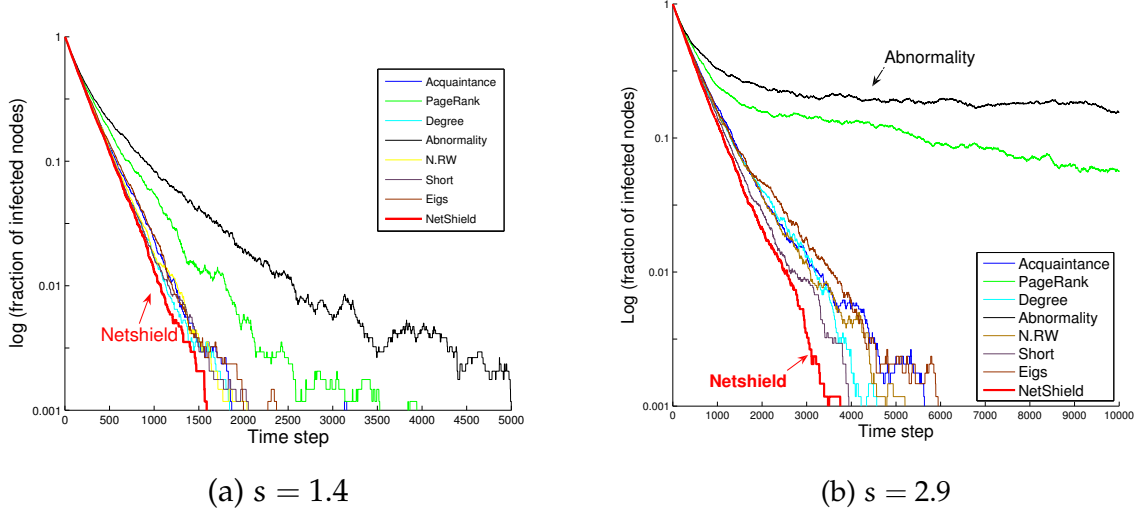 1
0.1
0.01
0.001
log (fraction of infected nodes)
0 500 1000 1500 2000 2500 3000 3500 4000 4500 5000
Time step
Netshield
Acquaintance
PageRank
Degree
Abnormality
N.RW
Short
Eigs
NetShield
(a) s = 1.4
1
0.1
0.01
0.001
Log (fraction of infected nodes)
0 1000 2000 3000 4000 5000 6000 7000 8000 9000 10000
Time step
Abnormality
Netshield
Acquaintance
PageRank
Degree
Abnormality
N.RW
Short
Eigs
NetShield
(b) s = 2.9